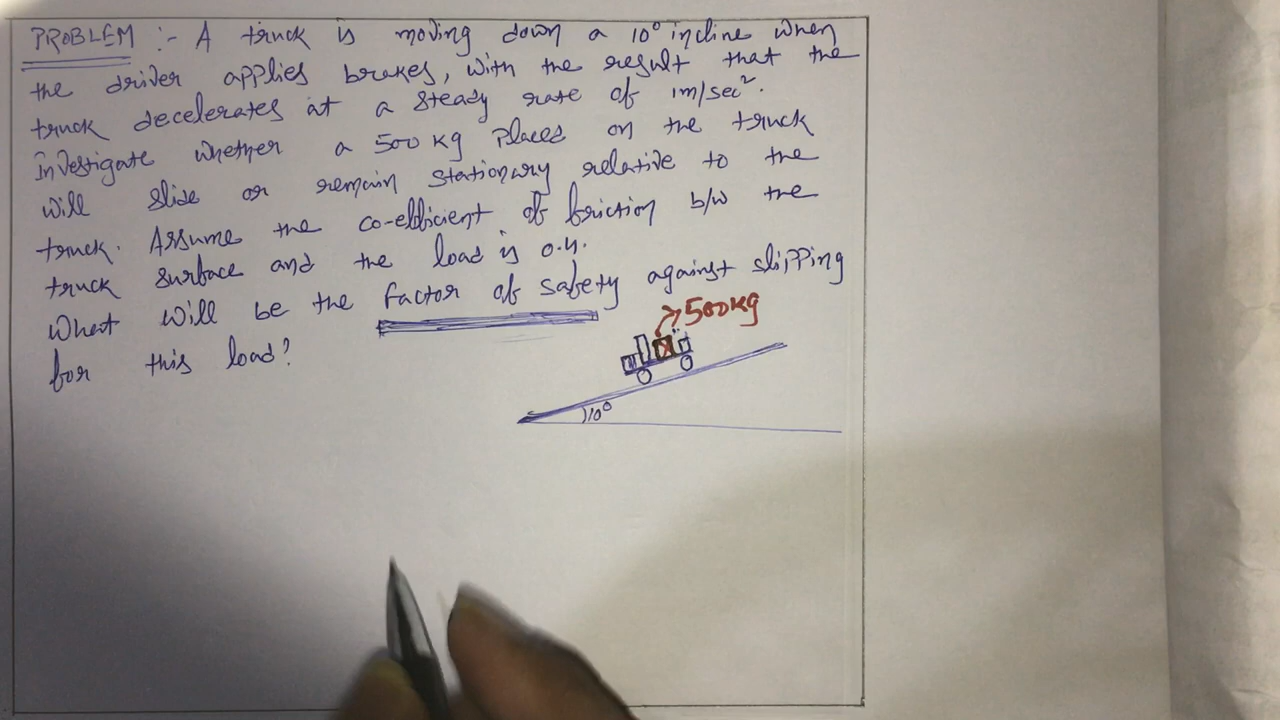 PROBLEM :- A truck is moving down a 10° incline when
the driver applies brakes, with the result that the
truck decelerates at a steady rate of 1m/sec².
Investigate whether a 500 kg places on the truck
will slide or remain stationary relative to the
truck. Assume the co-efficient of friction b/w the
truck surface and the load is 0.4.
What will be the factor of safety against slipping
for this load?
500kg
10°